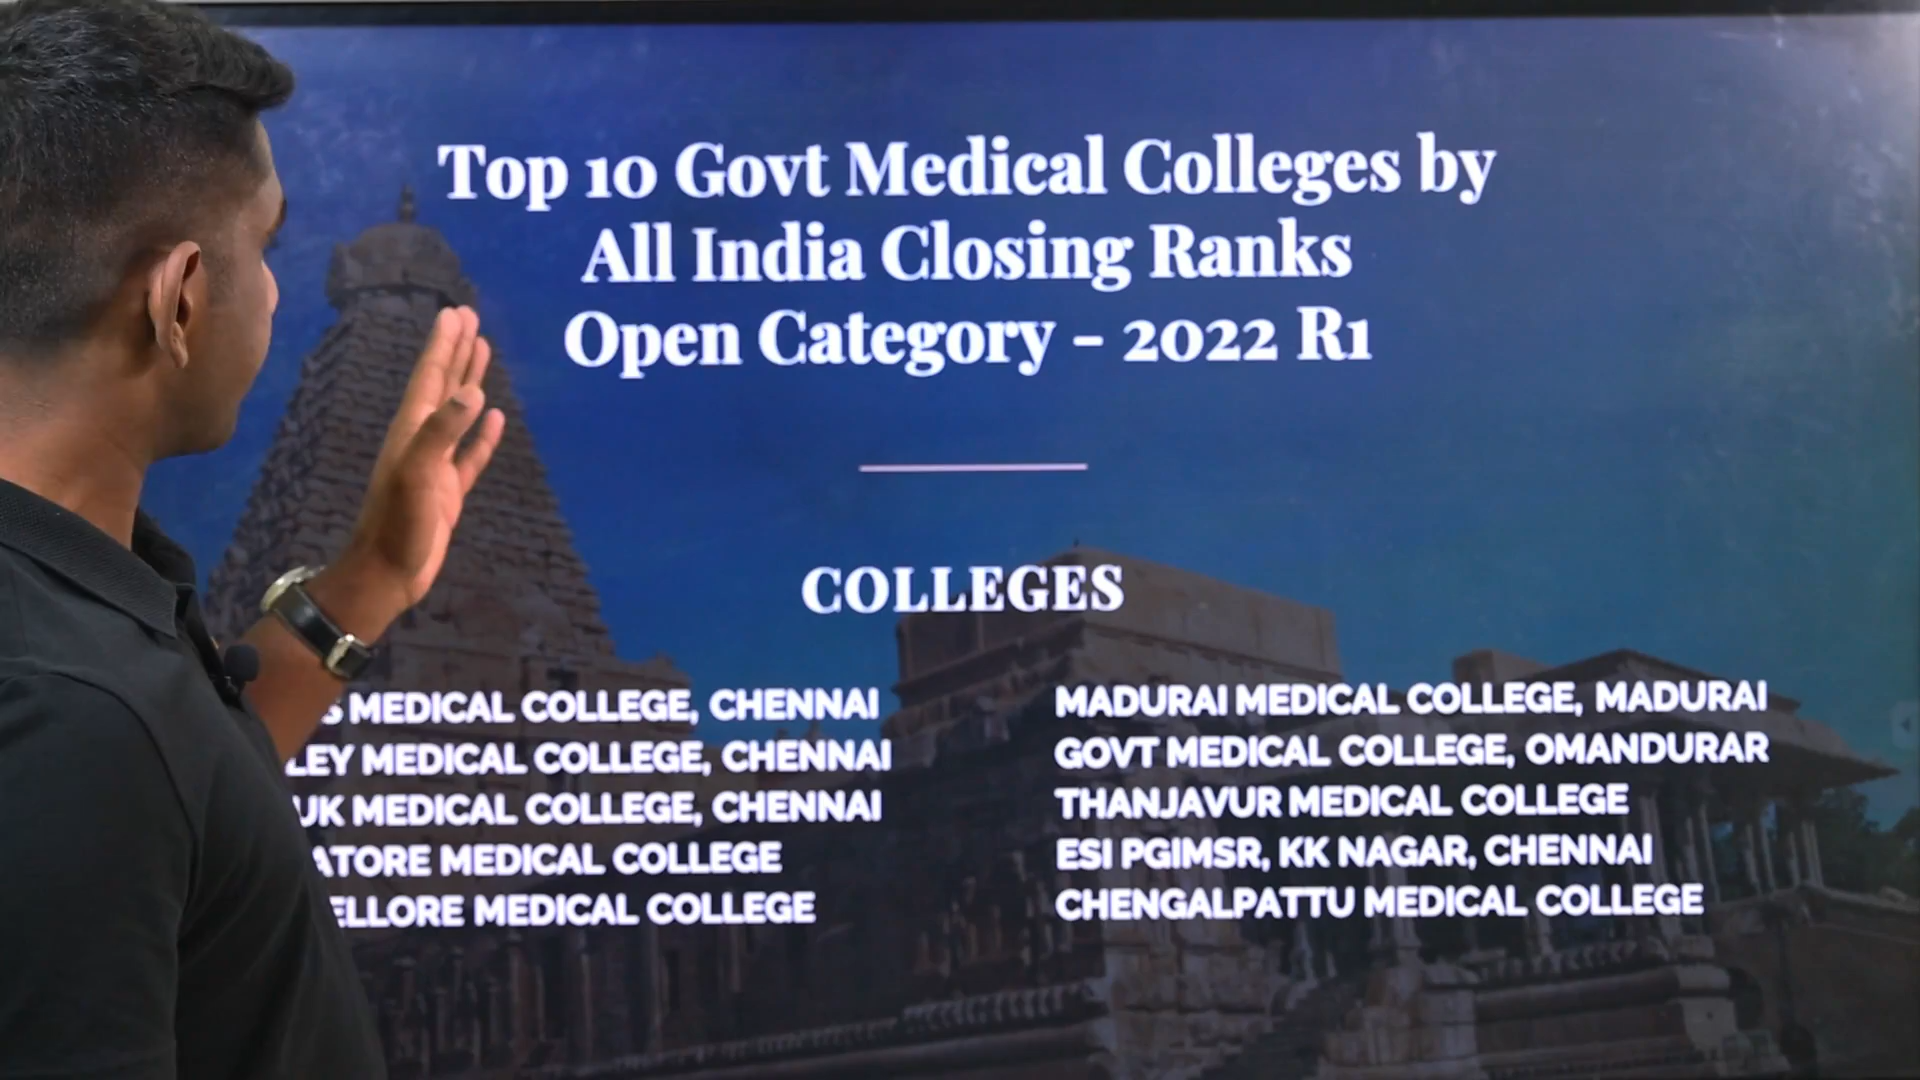 Top 10 Govt Medical Colleges by
All India Closing Ranks
Open Category - 2022 R1
COLLEGES
MEDICAL COLLEGE, CHENNAI
MEDICAL COLLEGE, CHENNAI
MEDICAL COLLEGE, CHENNAI
MEDICAL COLLEGE
MEDICAL COLLEGE
MADURAI MEDICAL COLLEGE, MADURAI
GOVT MEDICAL COLLEGE, OMANDURAR
THANJAVUR MEDICAL COLLEGE
ESI PGIMSR, KK NAGAR, CHENNAI
CHENGALPATTU MEDICAL COLLEGE